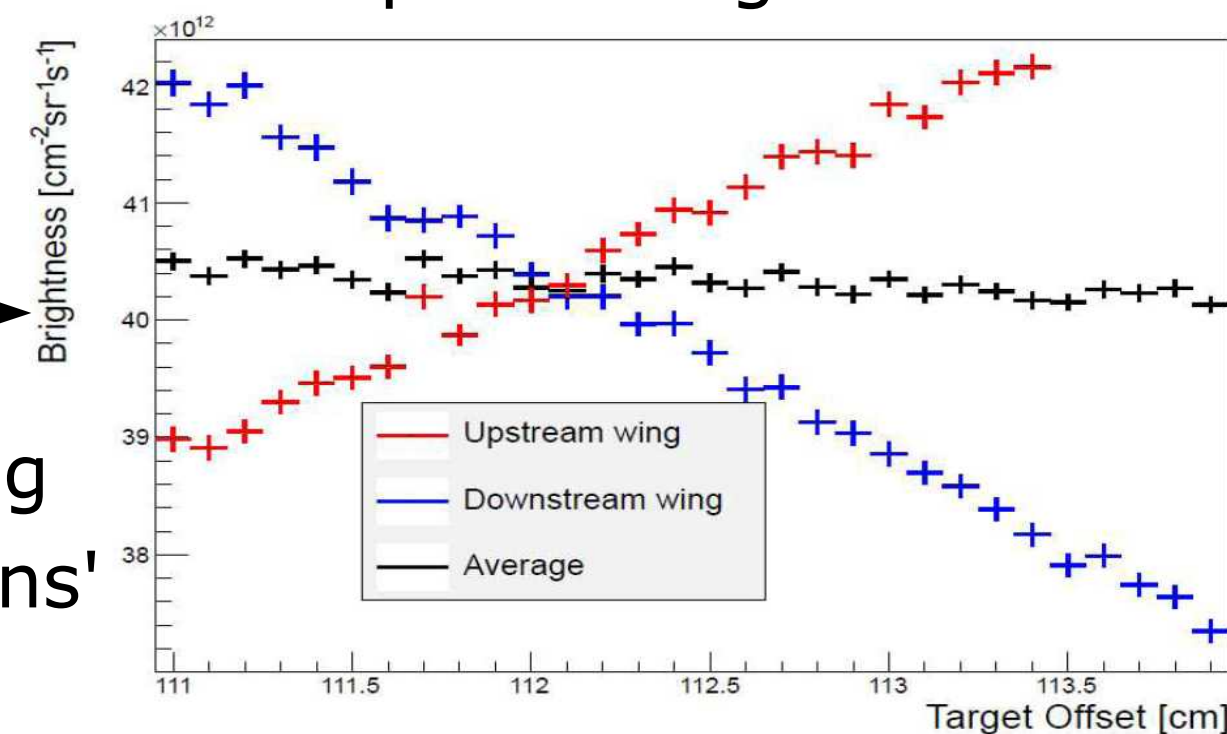 ×10¹²
Brightness [cm⁻²sr⁻¹s⁻¹]
42
41
40
39
38
g
ns'
Upstream wing
Downstream wing
Average
111
111.5
112
112.5
113
113.5
Target Offset [cm]